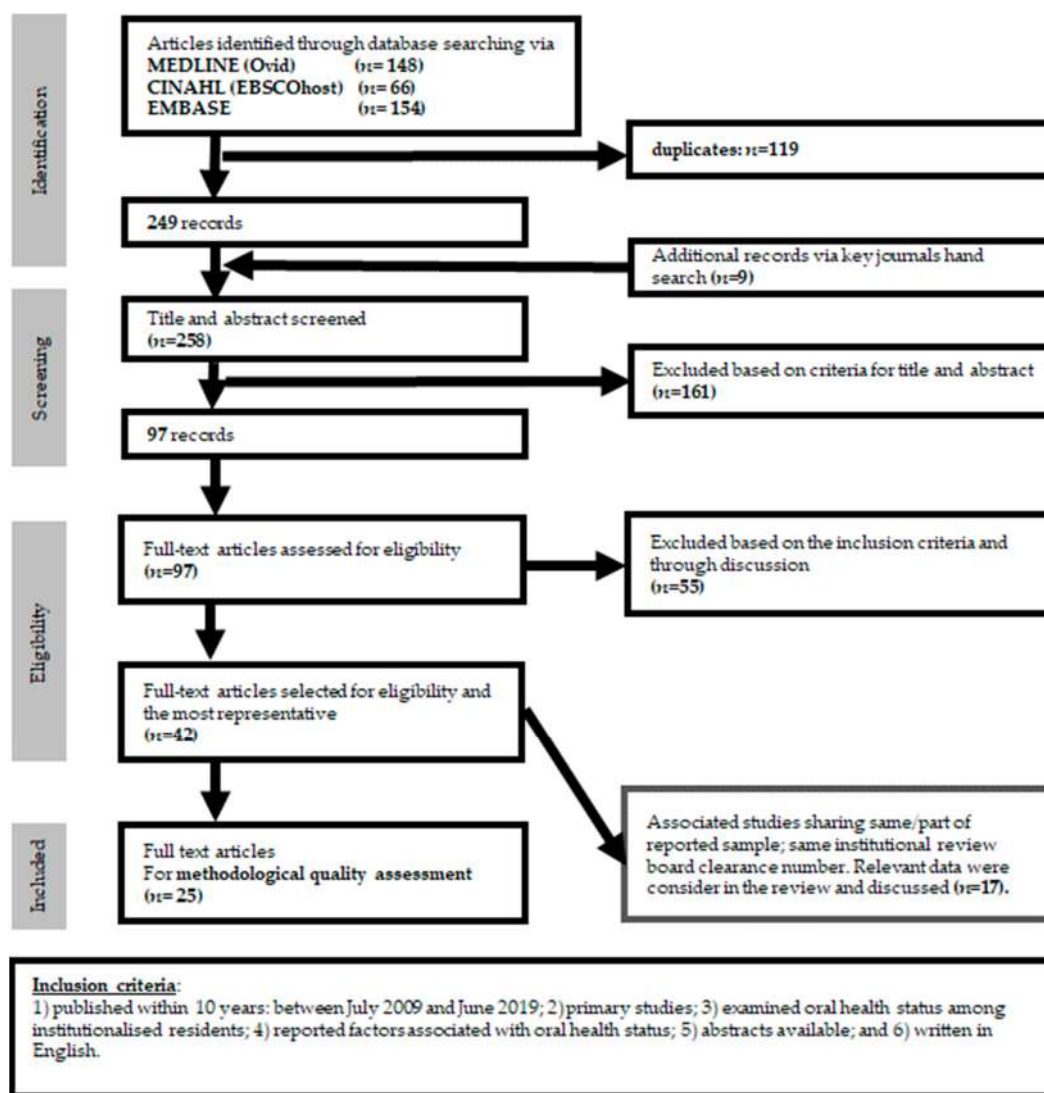 Identification
Articles identified through database searching via
MEDLINE (Ovid) (n= 148)
CINAHL (EBSCOhost) (n= 66)
EMBASE (n= 154)
duplicates: n=119
249 records
Additional records via key journals hand
search (n=9)
Screening
Title and abstract screened
(n=258)
Excluded based on criteria for title and abstract
(n=161)
97 records
Eligibility
Full-text articles assessed for eligibility
(n=97)
Excluded based on the inclusion criteria and
through discussion
(n=55)
Full-text articles selected for eligibility and
the most representative
(n=42)
Included
Full text articles
For methodological quality assessment
(n= 25)
Associated studies sharing same/part of
reported sample; same institutional review
board clearance number. Relevant data were
consider in the review and discussed (n=17).
Inclusion criteria:
1) published within 10 years: between July 2009 and June 2019; 2) primary studies; 3) examined oral health status among
institutionalised residents; 4) reported factors associated with oral health status; 5) abstracts available; and 6) written in
English.